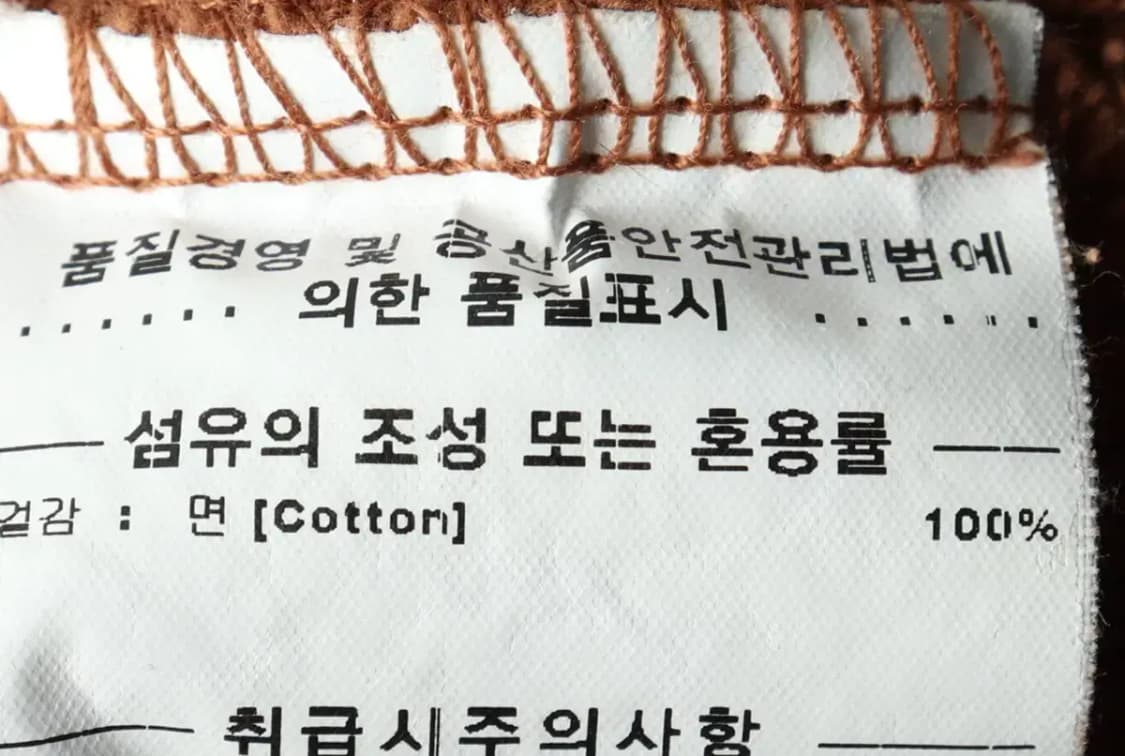 품질경영 및 공산품안전관리법에
...... 의한 품질표시 ......
섬유의 조성 또는 혼용률
겉감 : 면 [Cotton] 100%
취급시주의사항